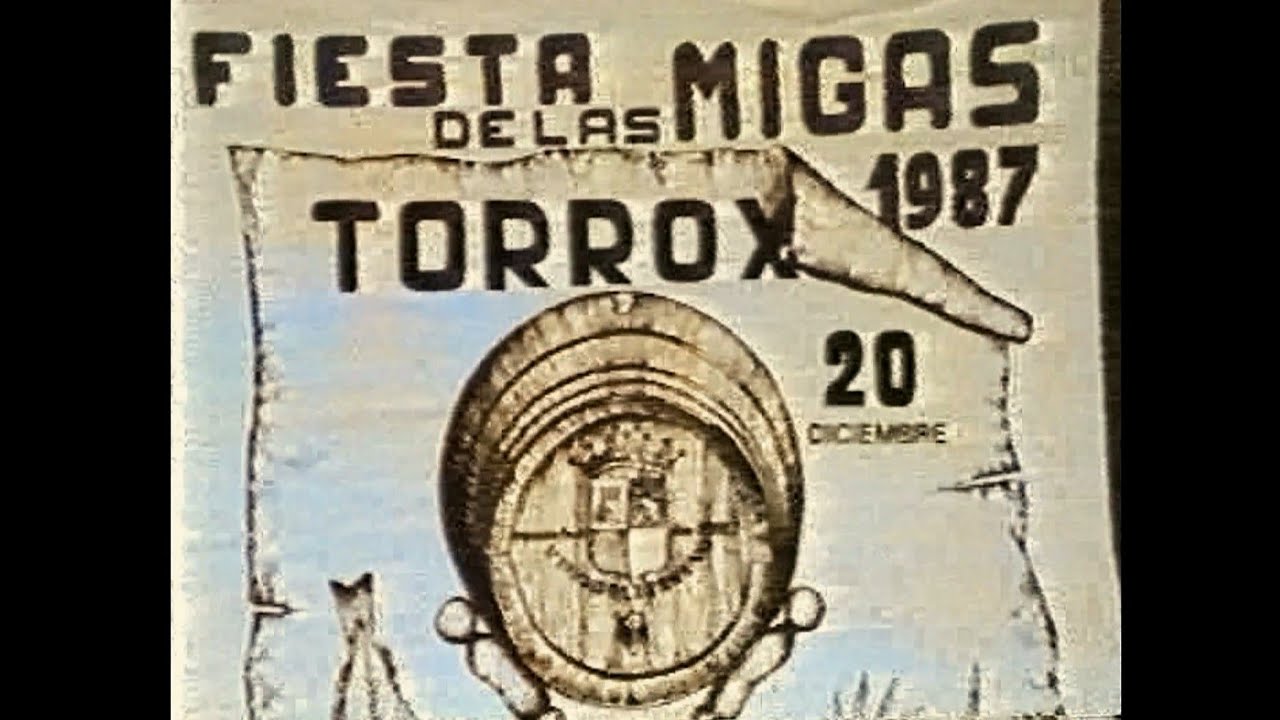 FIESTA
DE LAS MIGAS
1987
TORROX
20
DICIEMBRE